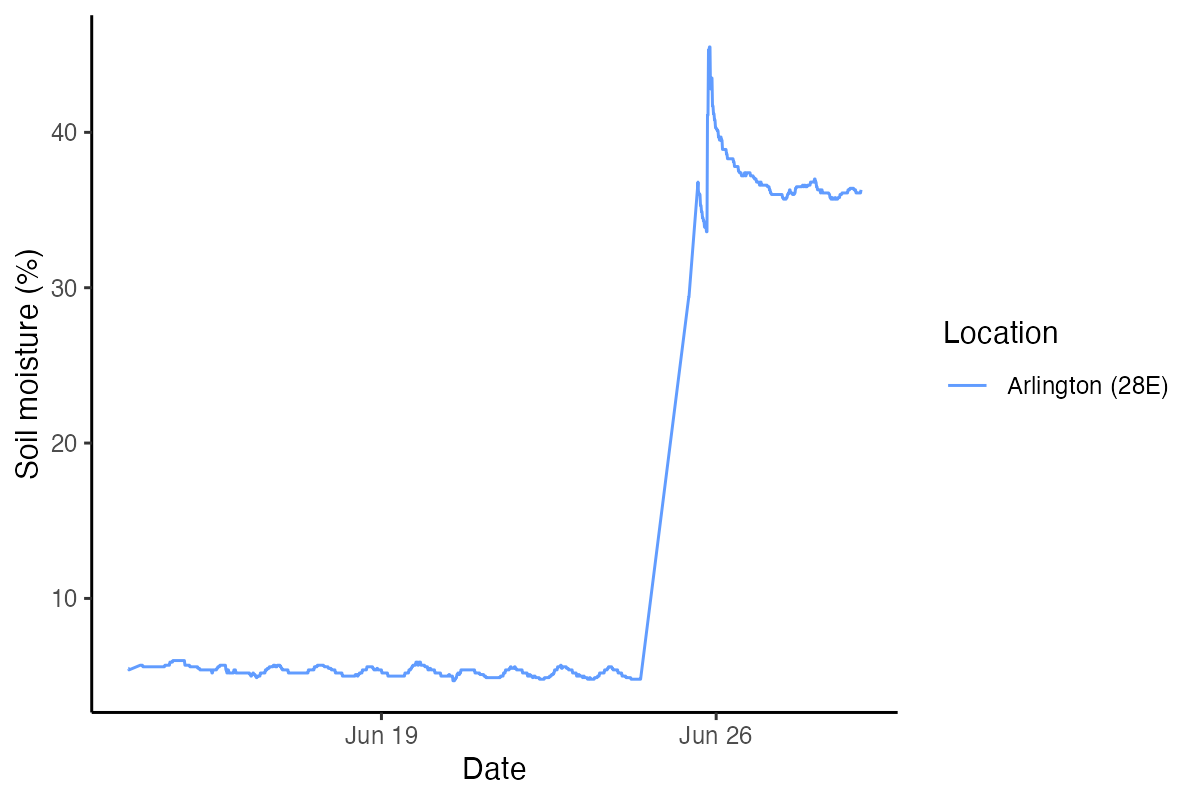 Soil moisture (%)
40
30
20
10
Jun 19
Jun 26
Date
Location
Arlington (28E)